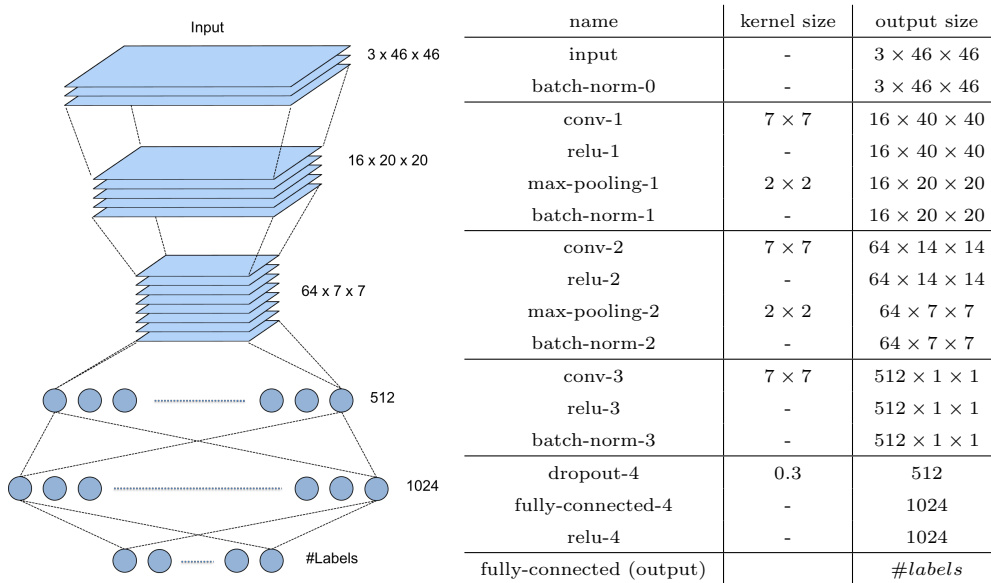 Input
3 x 46 x 46
16 x 20 x 20
64 x 7 x 7
512
1024
#Labels
name kernel size output size
input - 3 × 46 × 46
batch-norm-0 - 3 × 46 × 46
conv-1 7 × 7 16 × 40 × 40
relu-1 - 16 × 40 × 40
max-pooling-1 2 × 2 16 × 20 × 20
batch-norm-1 - 16 × 20 × 20
conv-2 7 × 7 64 × 14 × 14
relu-2 - 64 × 14 × 14
max-pooling-2 2 × 2 64 × 7 × 7
batch-norm-2 - 64 × 7 × 7
conv-3 7 × 7 512 × 1 × 1
relu-3 - 512 × 1 × 1
batch-norm-3 - 512 × 1 × 1
dropout-4 0.3 512
fully-connected-4 - 1024
relu-4 - 1024
fully-connected (output) #labels